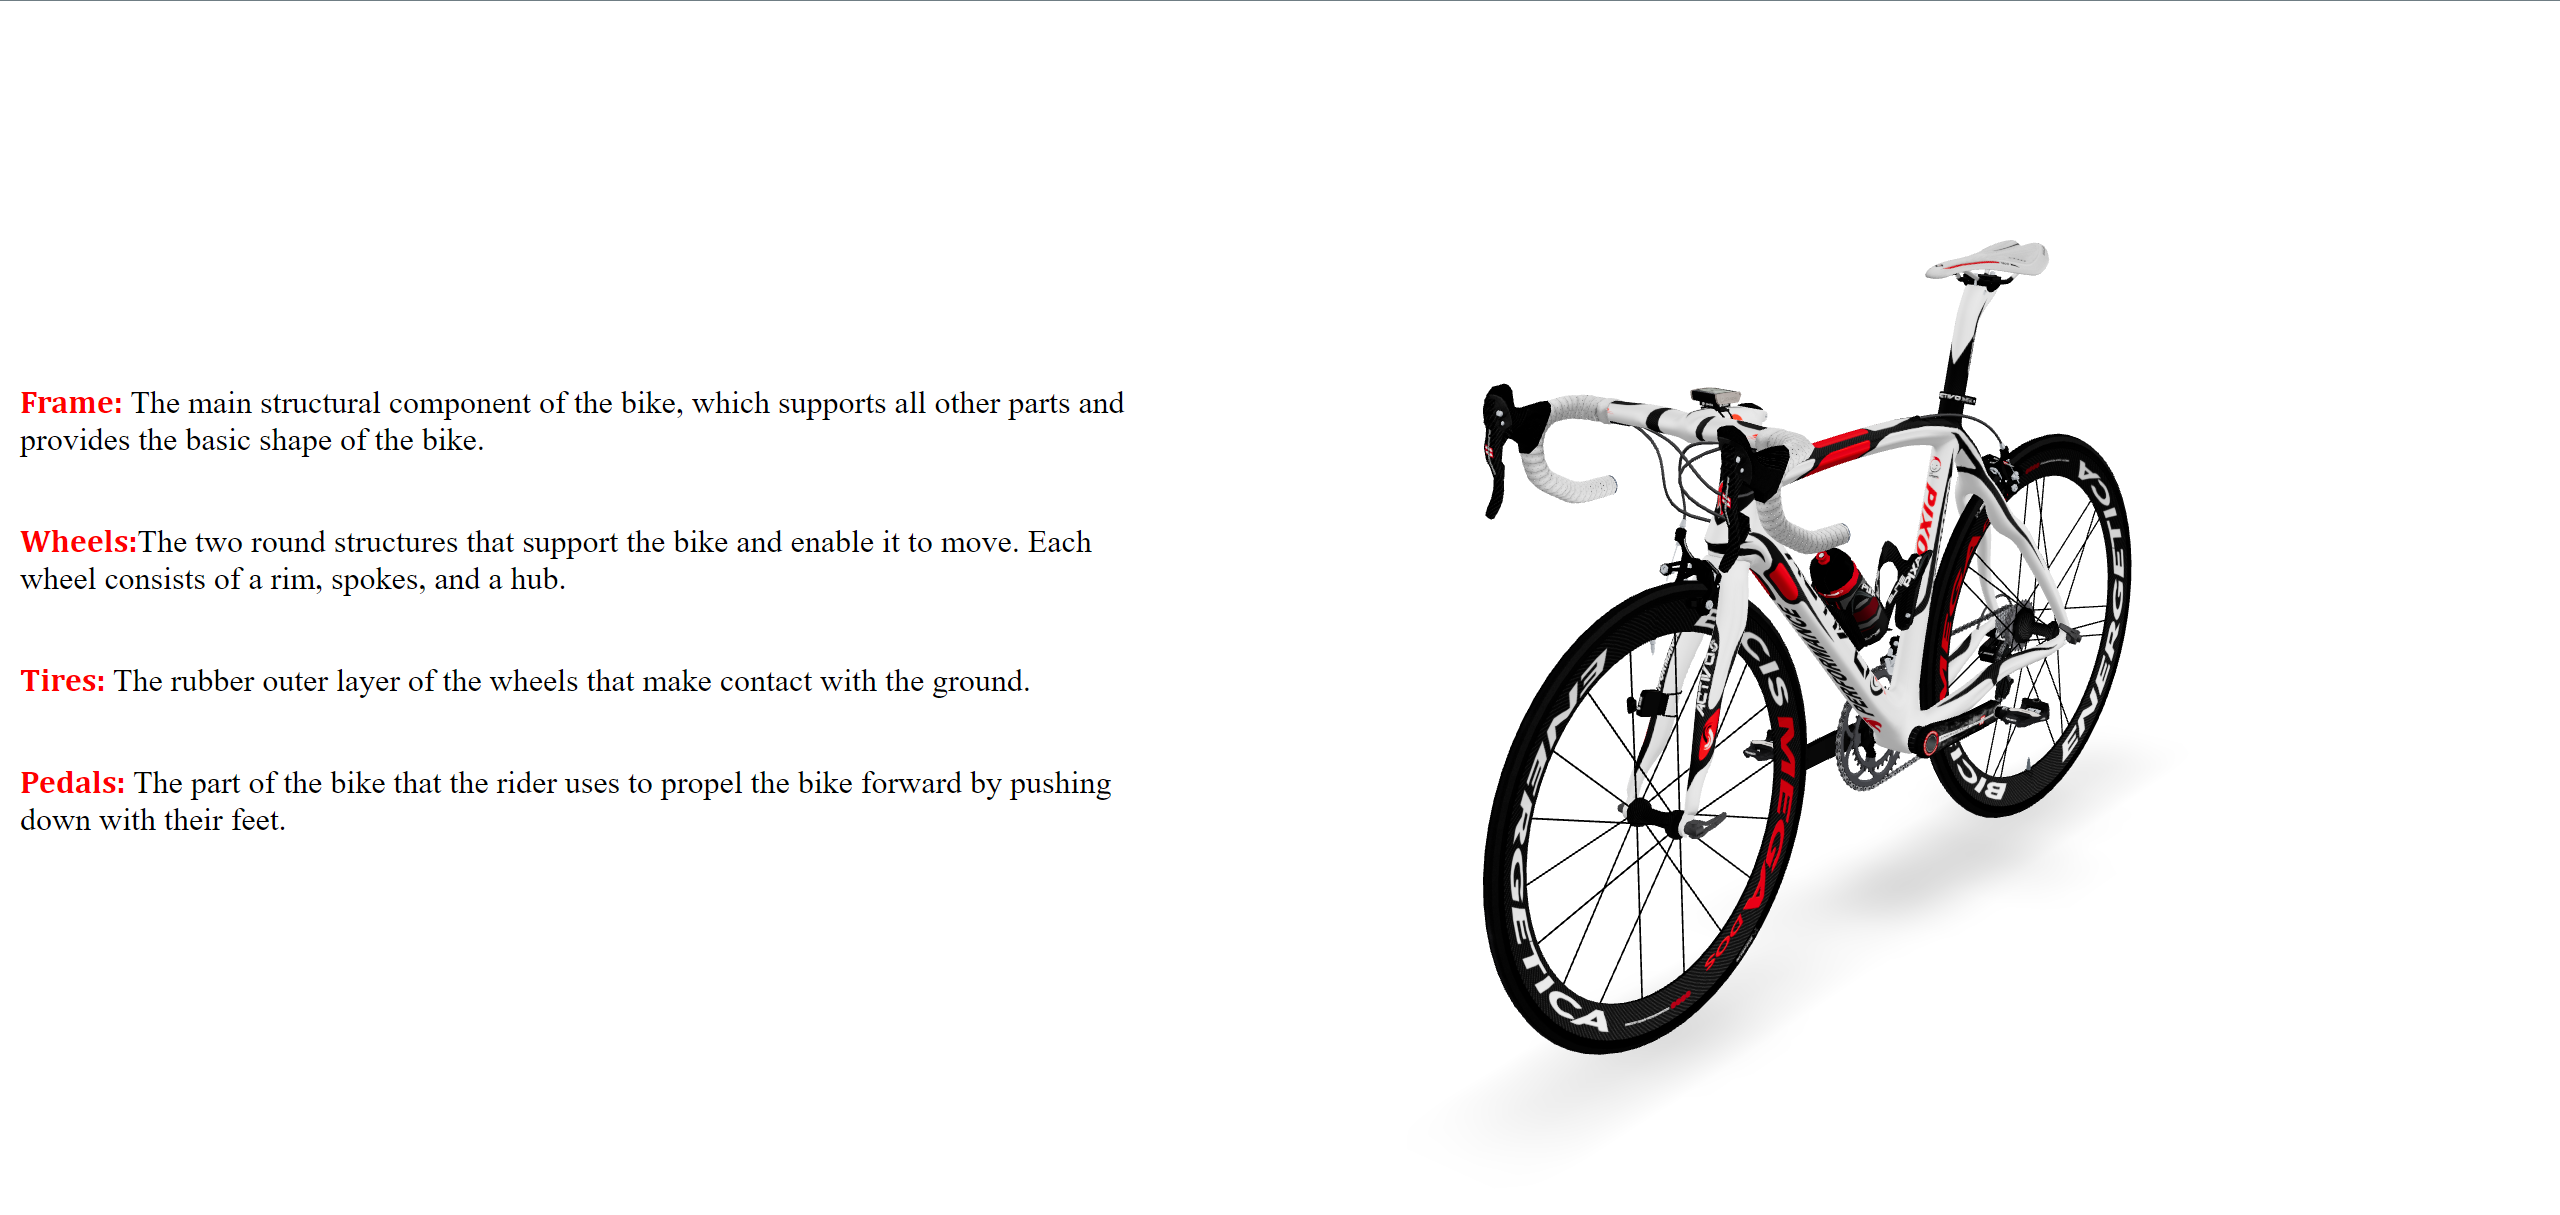 Frame: The main structural component of the bike, which supports all other parts and
provides the basic shape of the bike.
Wheels:The two round structures that support the bike and enable it to move. Each
wheel consists of a rim, spokes, and a hub.
Tires: The rubber outer layer of the wheels that make contact with the ground.
Pedals: The part of the bike that the rider uses to propel the bike forward by pushing
down with their feet.
PIXO
ENERGETICA
BICI
ENERGETICA
CIS MEGA
ACTIVOS